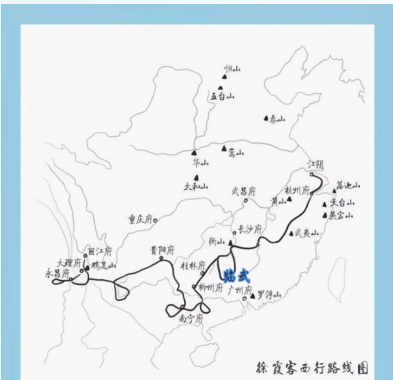 恒山
五台山
泰山
华山
嵩山
太和山
江阴
武昌府
黄山
杭州府
落迦山
天台山
重庆府
长沙府
衡山
武夷山
丽江府
大理府
鸡足山
永昌府
贵阳府
桂林府
临武
柳州府
广州府
罗浮山
南宁府
徐霞客西行路线图